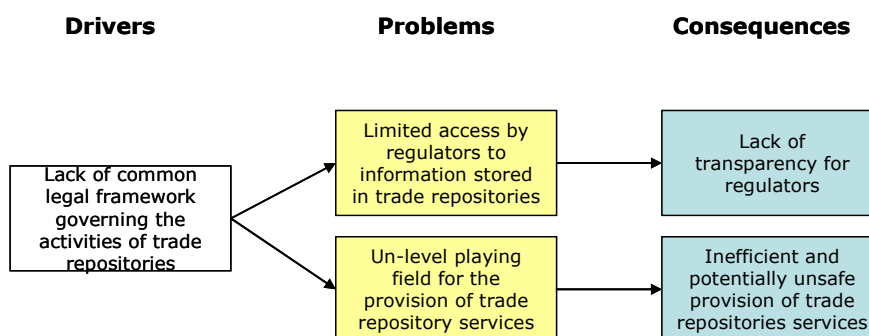 Drivers
Problems
Consequences
Lack of common
legal framework
governing the
activities of trade
repositories
Limited access by
regulators to
information stored
in trade repositories
Lack of
transparency for
regulators
Un-level playing
field for the
provision of trade
repository services
Inefficient and
potentially unsafe
provision of trade
repositories services